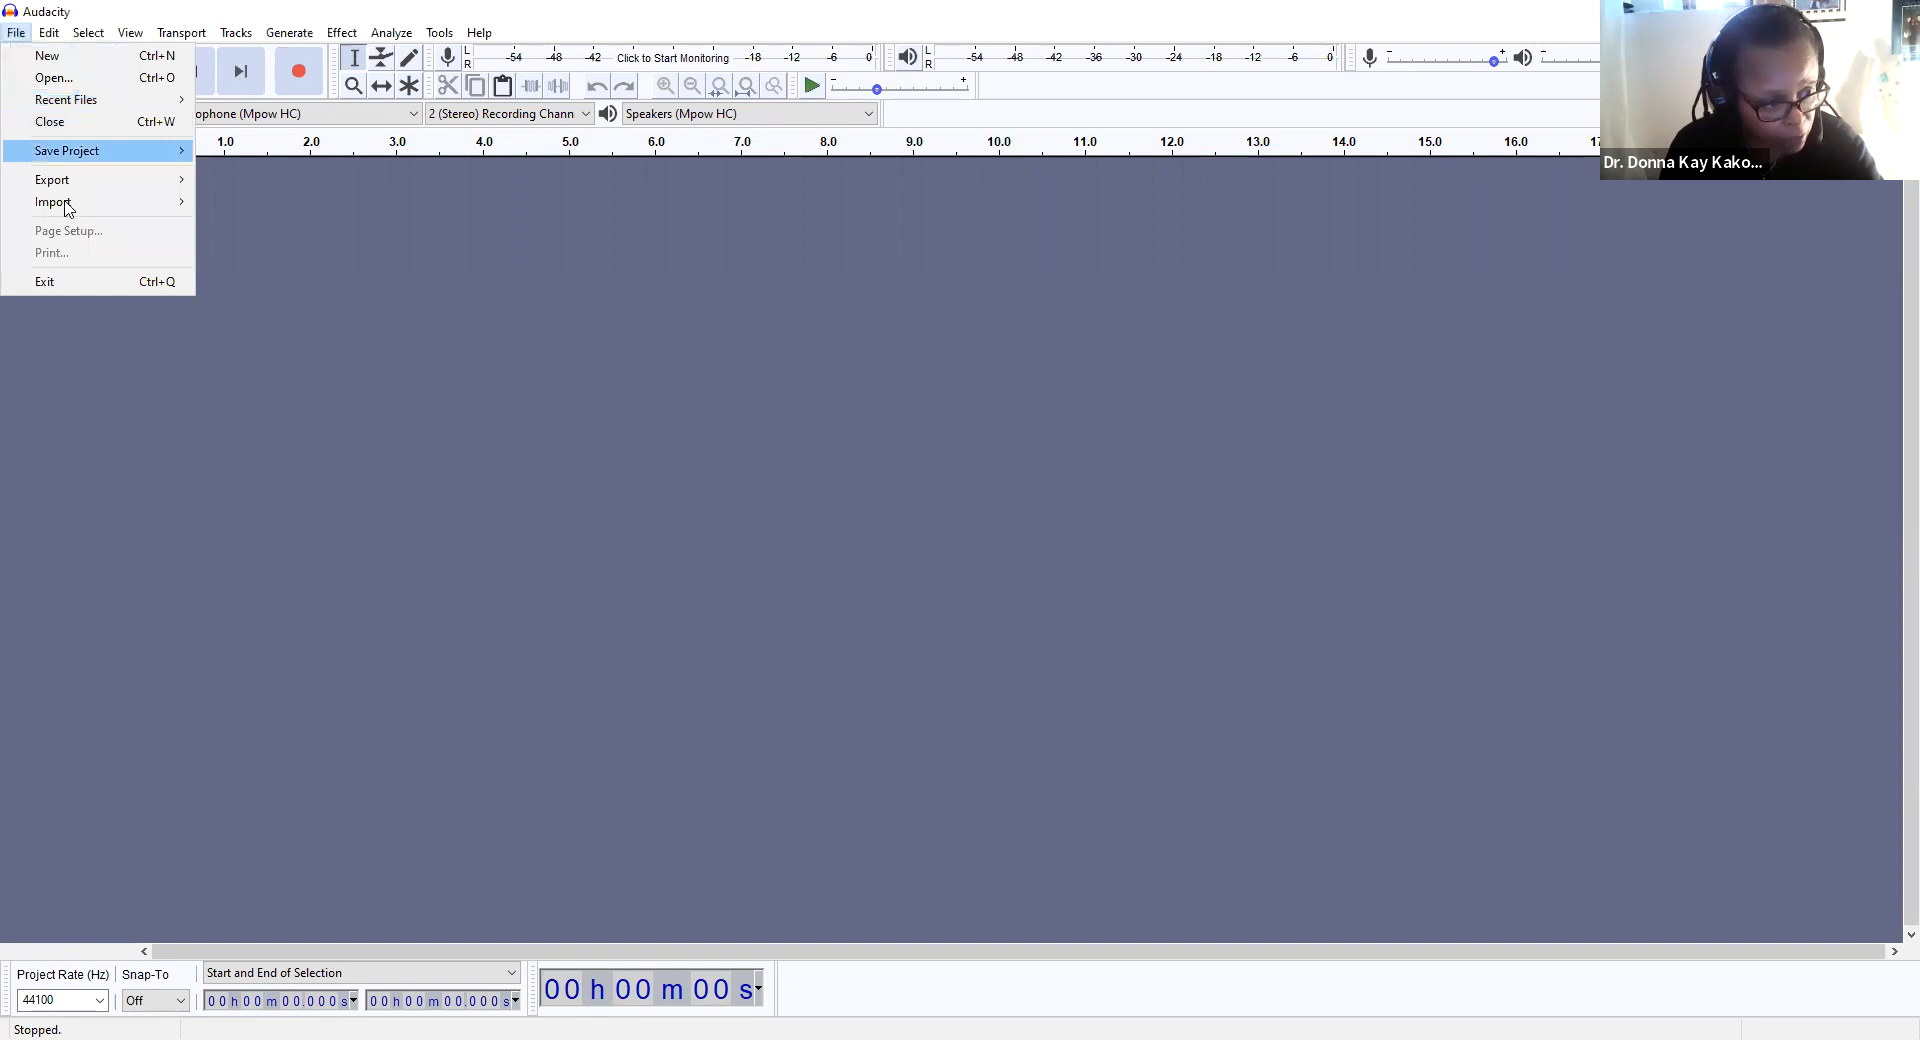 Audacity
File Edit Select View Transport Tracks Generate Effect Analyze Tools Help
New Ctrl+N
Open... Ctrl+O
Recent Files >
Close Ctrl+W
Save Project >
Export >
Import >
Page Setup...
Print...
Exit Ctrl+Q
L R -54 -48 -42 Click to Start Monitoring -18 -12 -6 0
L R -54 -48 -42 -36 -30 -24 -18 -12 -6 0
- +
-
- +
ophone (Mpow HC) 2 (Stereo) Recording Chann Speakers (Mpow HC)
1.0 2.0 3.0 4.0 5.0 6.0 7.0 8.0 9.0 10.0 11.0 12.0 13.0 14.0 15.0 16.0 17
Dr. Donna Kay Kako...
Project Rate (Hz) Snap-To Start and End of Selection
44100 Off 00 h 00 m 00.000 s 00 h 00 m 00.000 s
00 h 00 m 00 s
Stopped.